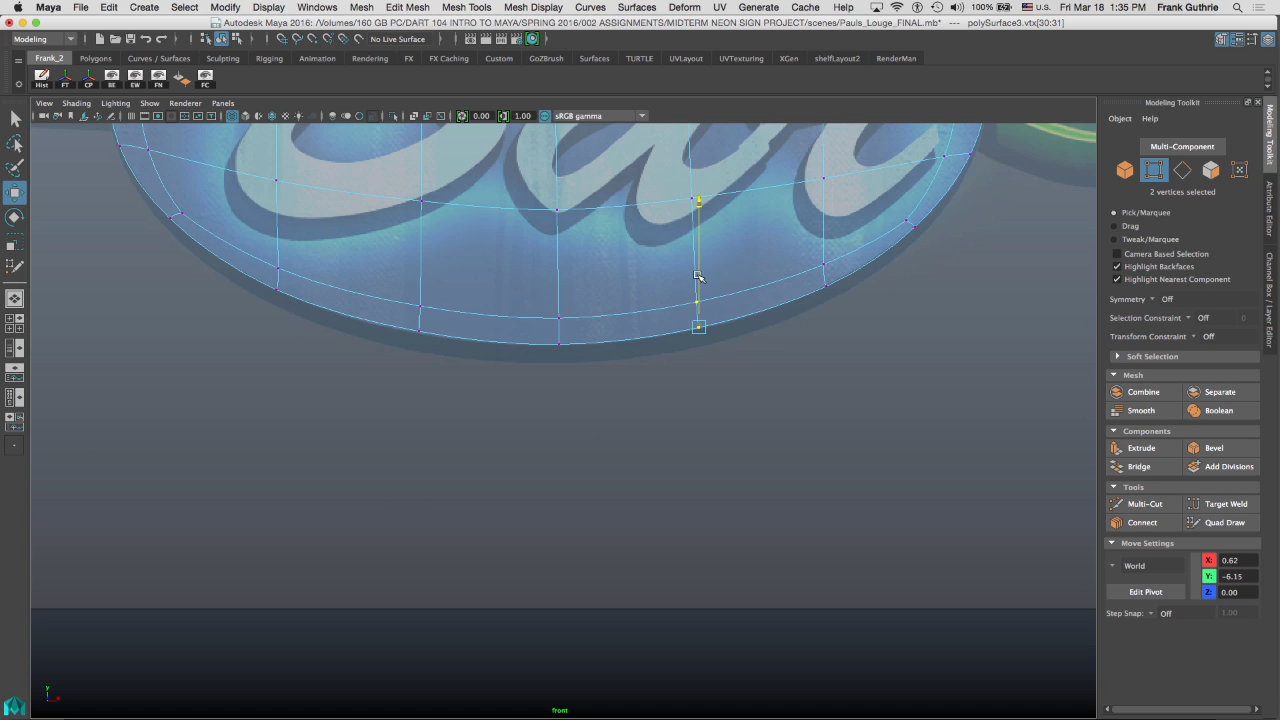 Maya File Edit Create Select Modify Display Windows Mesh Edit Mesh Mesh Tools Mesh Display Curves Surfaces Deform UV Generate Cache Help U.S. 100% Fri Mar 18 1:35 PM Frank Guthrie
Autodesk Maya 2016: /Volumes/160 GB PC/DART 104 INTRO TO MAYA/SPRING 2016/002 ASSIGNMENTS/MIDTERM NEON SIGN PROJECT/scenes/Pauls_Louge_FINAL.mb* --- polySurface3.vtx[30:31]
Modeling No Live Surface
Frank_2 Polygons Curves / Surfaces Sculpting Rigging Animation Rendering FX FX Caching Custom GoZBrush Surfaces TURTLE UVLayout UVTexturing XGen shelfLayout2 RenderMan
Hist FT CP BE EW FN FC
View Shading Lighting Show Renderer Panels
0.00 1.00 sRGB gamma
Bar
front
y
x
Modeling Toolkit
Object Help
Multi-Component
2 vertices selected
Pick/Marquee
Drag
Tweak/Marquee
Camera Based Selection
Highlight Backfaces
Highlight Nearest Component
Symmetry Off
Selection Constraint Off 0
Transform Constraint Off
Soft Selection
Mesh
Combine Separate
Smooth Boolean
Components
Extrude Bevel
Bridge Add Divisions
Tools
Multi-Cut Target Weld
Connect Quad Draw
Move Settings
World X: 0.62
Y: -6.15
Edit Pivot Z: 0.00
Step Snap: Off 1.00
Modeling Toolkit
Attribute Editor
Channel Box / Layer Editor